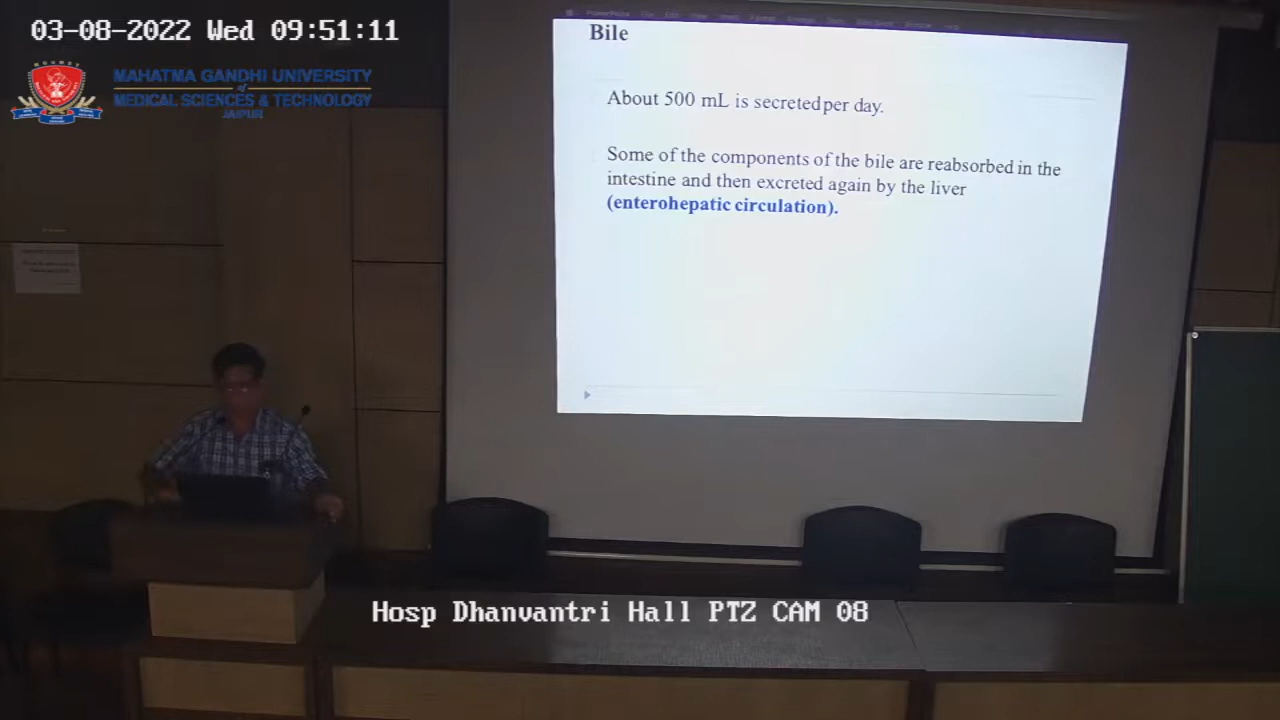 03-08-2022 Wed 09:51:11
MAHATMA GANDHI UNIVERSITY
of
MEDICAL SCIENCES & TECHNOLOGY
JAIPUR
Bile
About 500 mL is secreted per day.
Some of the components of the bile are reabsorbed in the
intestine and then excreted again by the liver
(enterohepatic circulation).
Hosp Dhanvantri Hall PTZ CAM 08